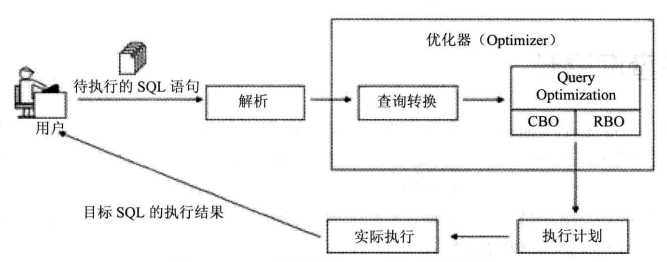 优化器（Optimizer）
待执行的 SQL 语句
用户
解析
查询转换
Query
Optimization
CBO
RBO
目标 SQL 的执行结果
实际执行
执行计划